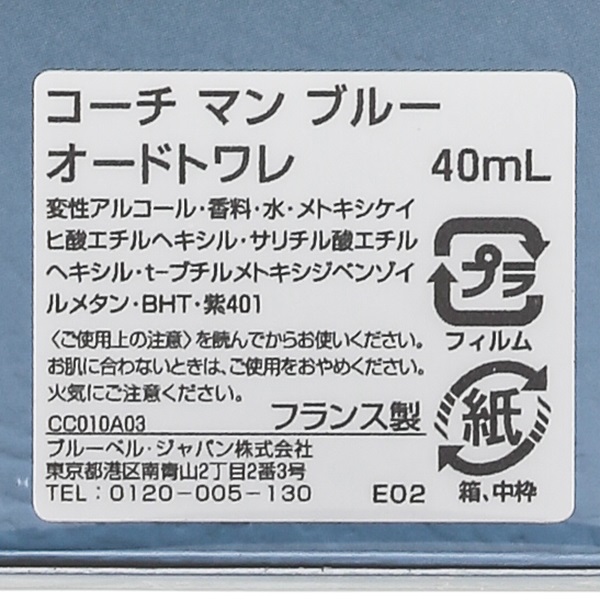 コーチ マン ブルー
オードトワレ 40mL
変性アルコール・香料・水・メトキシケイ
ヒ酸エチルヘキシル・サリチル酸エチル
ヘキシル・t-ブチルメトキシジベンゾイ
ルメタン・BHT・紫401
プラ
フィルム
〈ご使用上の注意〉を読んでからお使いください。
お肌に合わないときは、ご使用をおやめください。
火気にご注意ください。
CC010A03 フランス製
紙
箱、中枠
ブルーベル・ジャパン株式会社
東京都港区南青山2丁目2番3号
TEL：0120-005-130 E02